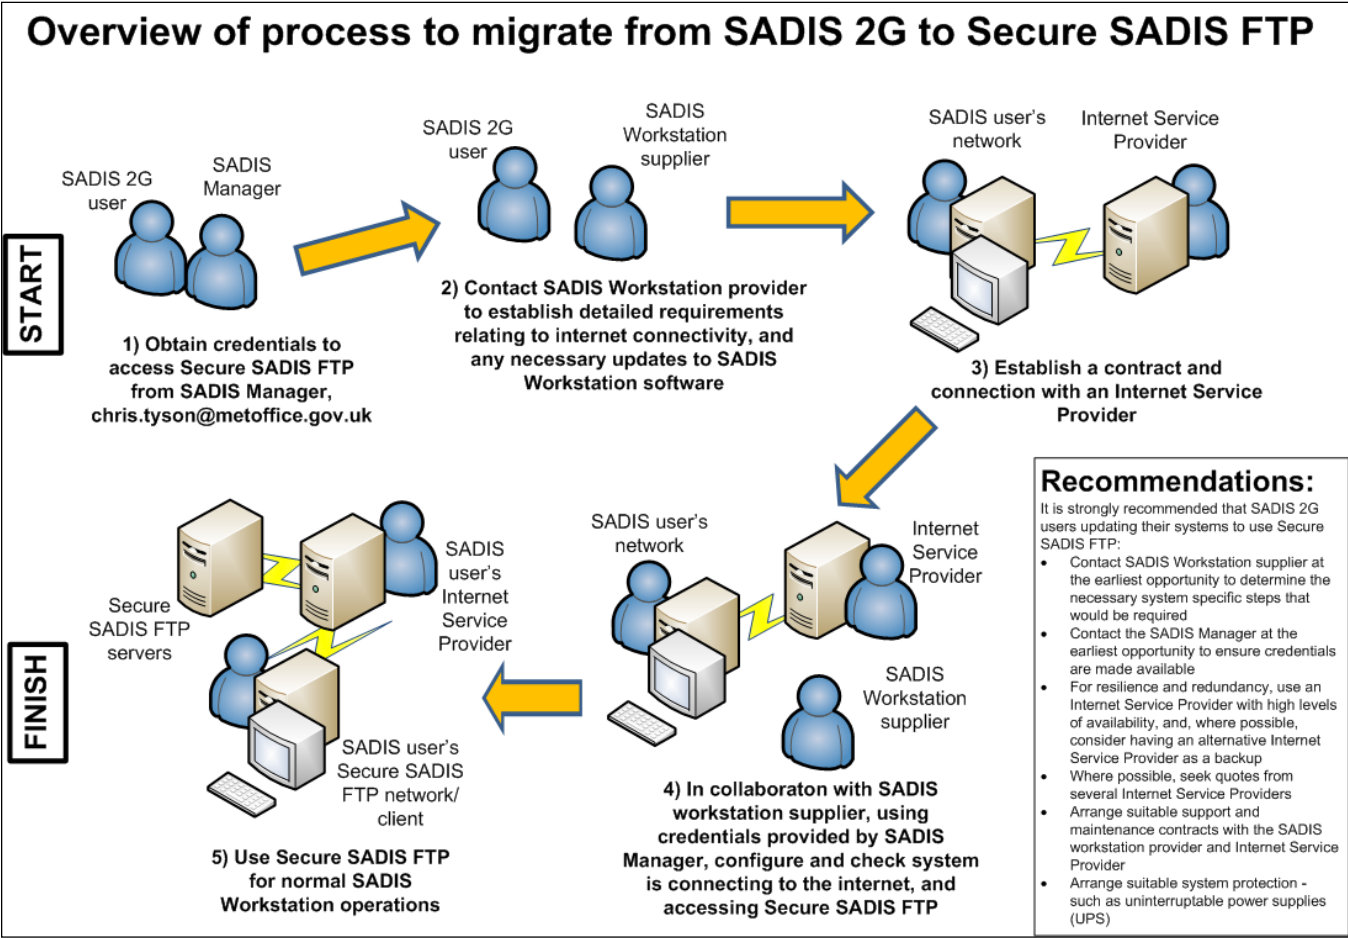 Overview of process to migrate from SADIS 2G to Secure SADIS FTP
START
SADIS 2G
user
SADIS
Manager
1) Obtain credentials to
access Secure SADIS FTP
from SADIS Manager,
chris.tyson@metoffice.gov.uk
SADIS 2G
user
SADIS
Workstation
supplier
2) Contact SADIS Workstation provider
to establish detailed requirements
relating to internet connectivity, and
any necessary updates to SADIS
Workstation software
SADIS user's
network
Internet Service
Provider
3) Establish a contract and
connection with an Internet Service
Provider
SADIS user's
network
Internet
Service
Provider
SADIS
Workstation
supplier
4) In collaboraton with SADIS
workstation supplier, using
credentials provided by SADIS
Manager, configure and check system
is connecting to the internet, and
accessing Secure SADIS FTP
FINISH
Secure
SADIS FTP
servers
SADIS
user's
Internet
Service
Provider
SADIS user's
Secure SADIS
FTP network/
client
5) Use Secure SADIS FTP
for normal SADIS
Workstation operations
Recommendations:
It is strongly recommended that SADIS 2G
users updating their systems to use Secure
SADIS FTP:
• Contact SADIS Workstation supplier at
the earliest opportunity to determine the
necessary system specific steps that
would be required
• Contact the SADIS Manager at the
earliest opportunity to ensure credentials
are made available
• For resilience and redundancy, use an
Internet Service Provider with high levels
of availability, and, where possible,
consider having an alternative Internet
Service Provider as a backup
• Where possible, seek quotes from
several Internet Service Providers
• Arrange suitable support and
maintenance contracts with the SADIS
workstation provider and Internet Service
Provider
• Arrange suitable system protection -
such as uninterruptable power supplies
(UPS)